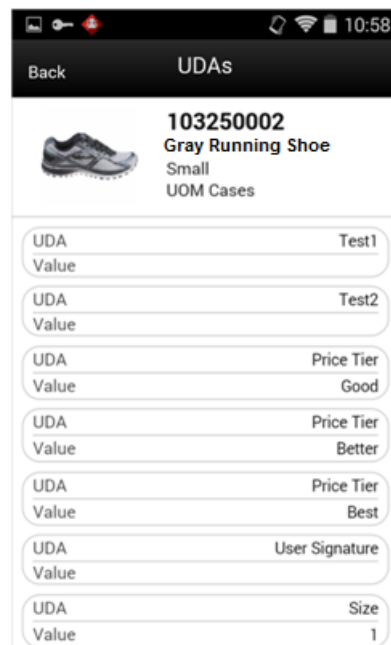 10:58
Back
UDAs
103250002
Gray Running Shoe
Small
UOM Cases
UDA Test1
Value
UDA Test2
Value
UDA Price Tier
Value Good
UDA Price Tier
Value Better
UDA Price Tier
Value Best
UDA User Signature
Value
UDA Size
Value 1